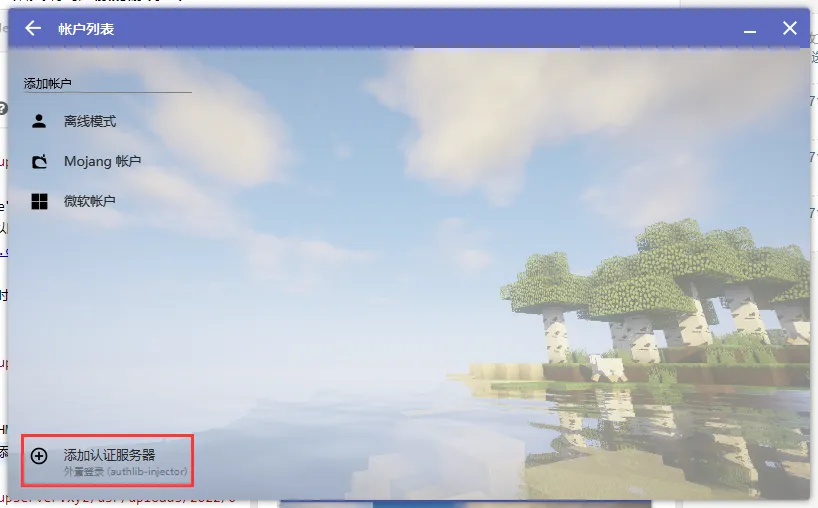 帐户列表
添加帐户
离线模式
Mojang 帐户
微软帐户
添加认证服务器
外置登录 (authlib-injector)